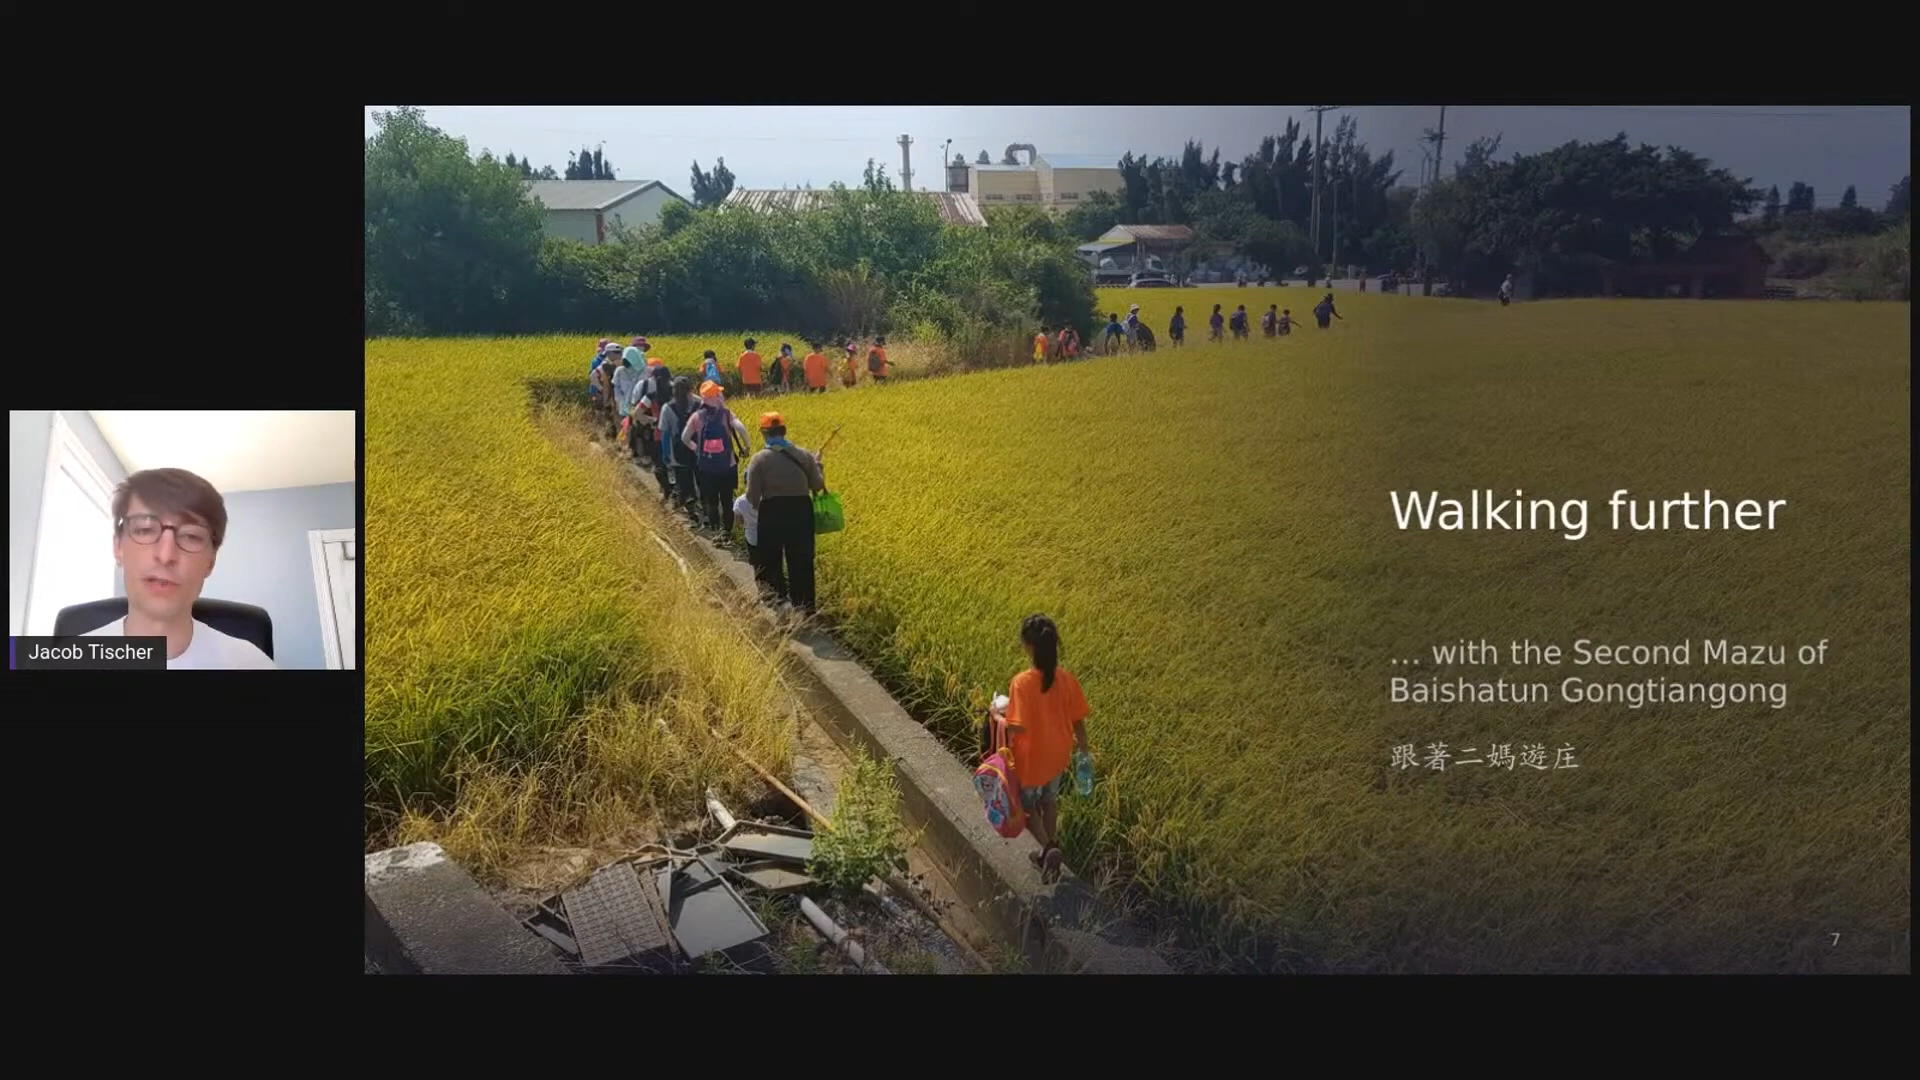 Jacob Tischer
Walking further
... with the Second Mazu of
Baishatun Gongtiangong
跟著二媽遊庄
7